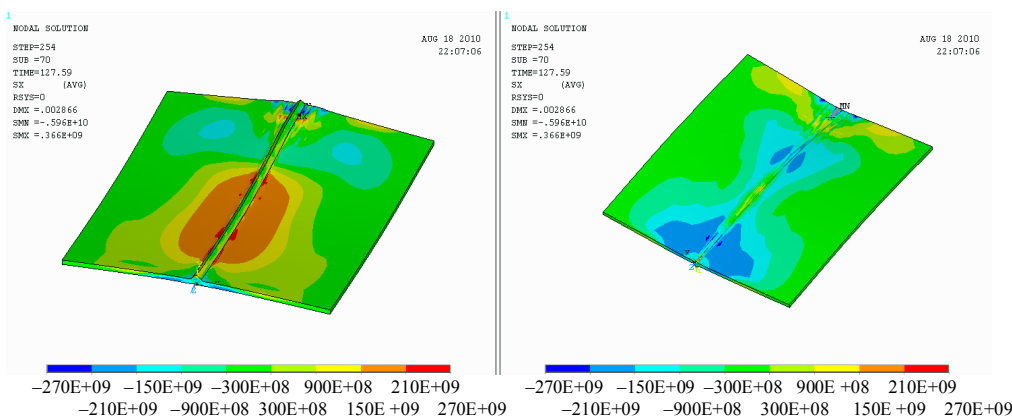 1
NODAL SOLUTION
STEP=254
SUB =70
TIME=127.59
SX (AVG)
RSYS=0
DMX =.002866
SMN =-.596E+10
SMX =.366E+09
AUG 18 2010
22:07:06
−270E+09 −150E+09 −300E+08 900E+08 210E+09
−210E+09 −900E+08 300E+08 150E+09 270E+09
1
NODAL SOLUTION
STEP=254
SUB =70
TIME=127.59
SX (AVG)
RSYS=0
DMX =.002866
SMN =-.596E+10
SMX =.366E+09
AUG 18 2010
22:07:06
MN
−270E+09 −150E+09 −300E+08 900E +08 210E+09
−210E+09 −900E+08 300E+08 150E +09 270E+09